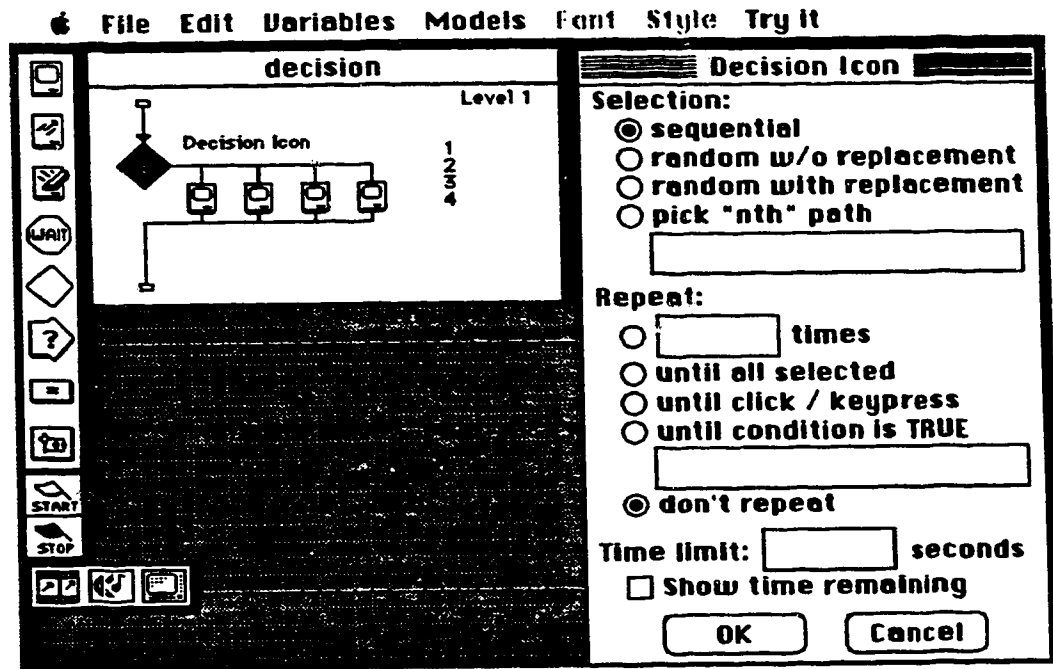 File Edit Variables Models Font Style Try it
decision
Level 1
Decision Icon
1
2
3
4
WAIT
?
=
START
STOP
Decision Icon
Selection:
sequential
random w/o replacement
random with replacement
pick "nth" path
Repeat:
times
until all selected
until click / keypress
until condition is TRUE
don't repeat
Time limit: seconds
Show time remaining
OK Cancel